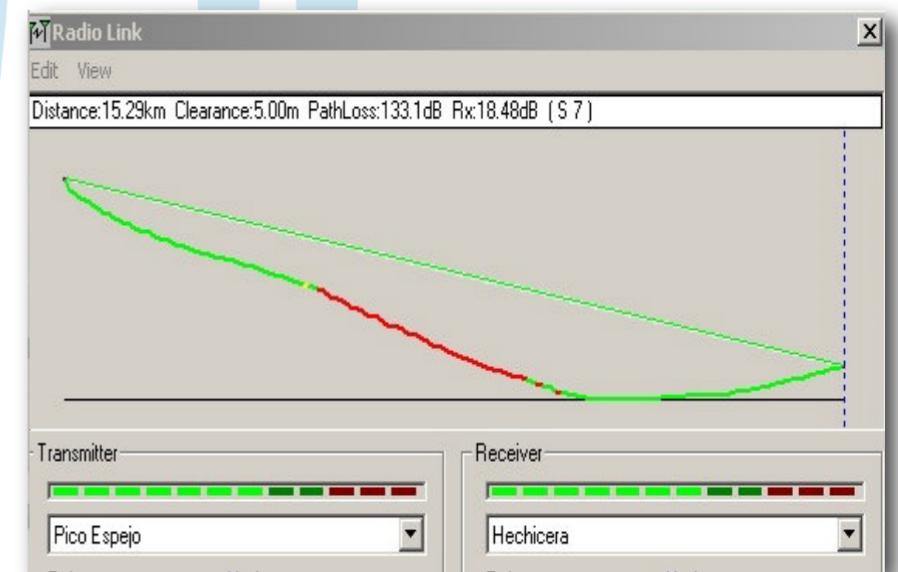 Radio Link
Edit View
Distance:15.29km Clearance:5.00m PathLoss:133.1dB Rx:18.48dB (S 7)
Transmitter
Receiver
Pico Espejo
Hechicera